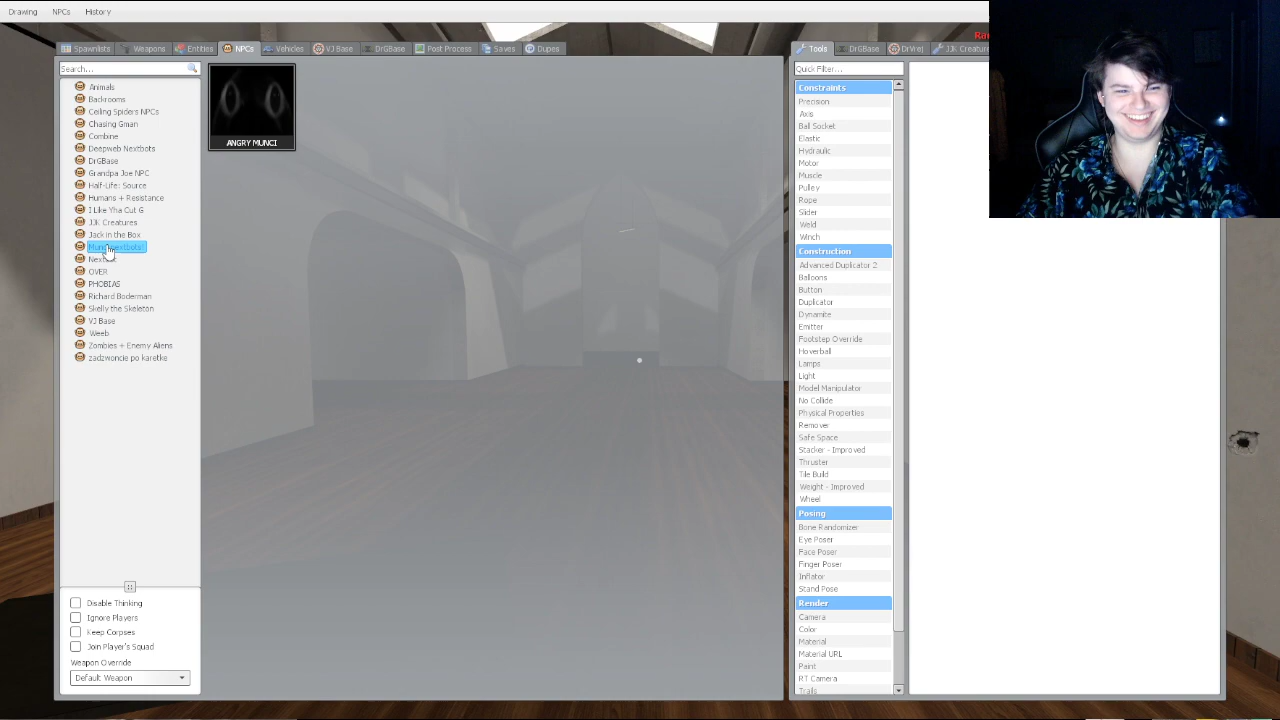 Drawing NPCs History
Spawnlists Weapons Entities NPCs Vehicles VJ Base DrGBase Post Process Saves Dupes
Search...
Animals
Backrooms
Ceiling Spiders NPCs
Chasing Gman
Combine
Deepweb Nextbots
DrGBase
Grandpa Joe NPC
Half-Life: Source
Humans + Resistance
I Like Yha Cut G
JJK Creatures
Jack in the Box
OVER
PHOBIAS
Richard Boderman
Skelly the Skeleton
VJ Base
Weeb
Zombies + Enemy Aliens
zadzwoncie po karetke
Disable Thinking
Ignore Players
Keep Corpses
Join Player's Squad
Weapon Override
Default Weapon
ANGRY MUNCI
Tools DrGBase DrVrej JJK Creature
Quick Filter...
Constraints
Precision
Axis
Ball Socket
Elastic
Hydraulic
Motor
Muscle
Pulley
Rope
Slider
Weld
Winch
Construction
Advanced Duplicator 2
Balloons
Button
Duplicator
Dynamite
Emitter
Footstep Override
Hoverball
Lamps
Light
Model Manipulator
No Collide
Physical Properties
Remover
Safe Space
Stacker - Improved
Thruster
Tile Build
Weight - Improved
Wheel
Posing
Bone Randomizer
Eye Poser
Face Poser
Finger Poser
Inflator
Stand Pose
Render
Camera
Color
Material
Material URL
Paint
RT Camera
Trails